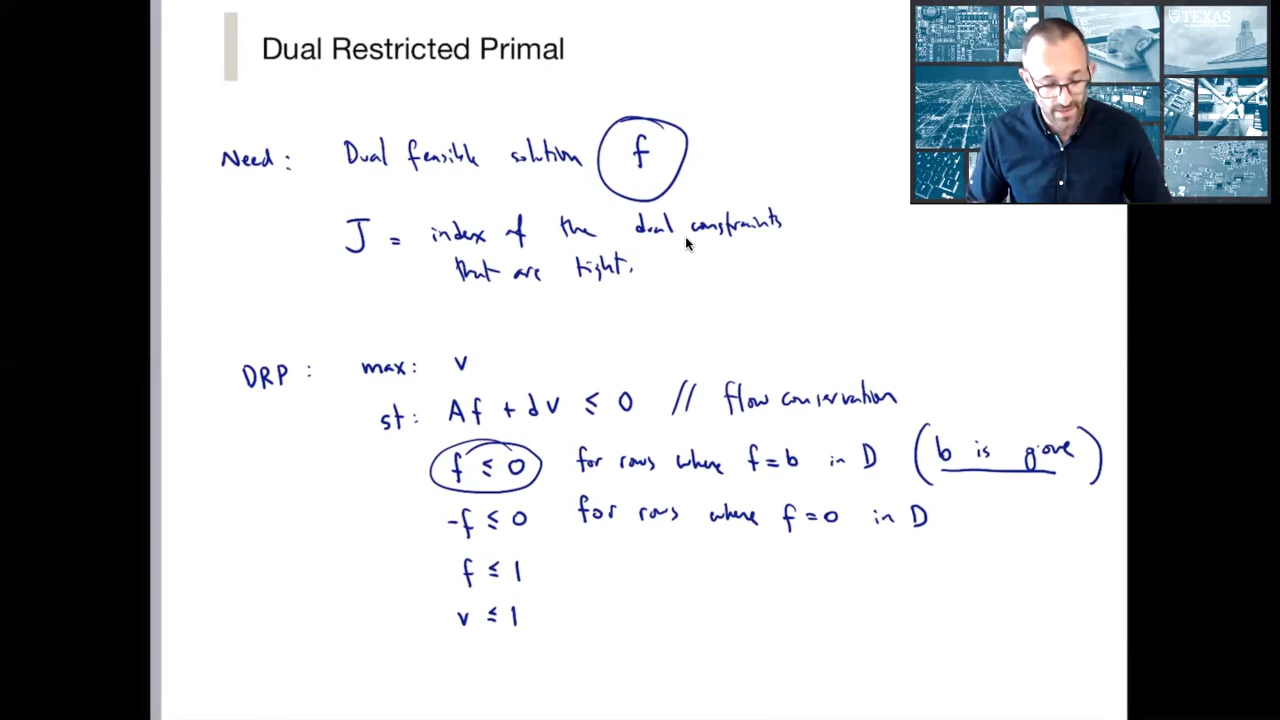 Dual Restricted Primal
TEXAS
Need: Dual feasible solution f
J = index of the dual constraints
that are tight.
DRP: max: v
st: Af + dv ≤ 0 // flow conservation
f ≤ 0 for rows where f=b in D (b is gone)
-f ≤ 0 for rows where f=0 in D
f ≤ 1
v ≤ 1